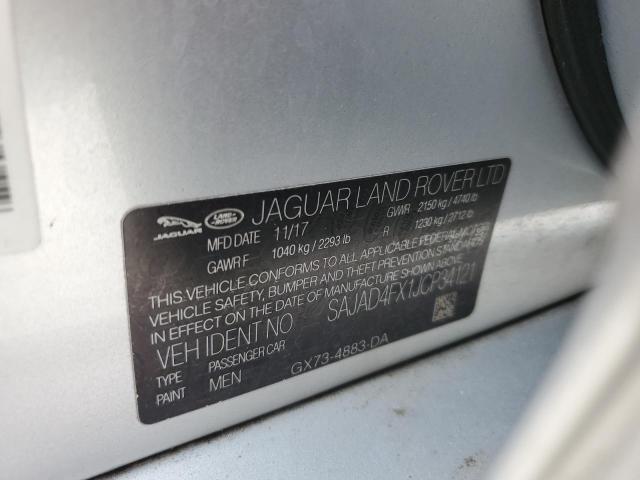 JAGUAR
LAND ROVER
JAGUAR LAND ROVER LTD
MFD DATE 11/17 GVWR 2150 kg / 4740 lb
GAWR F 1040 kg / 2293 lb R 1230 kg / 2712 lb
THIS VEHICLE CONFORMS TO ALL APPLICABLE FEDERAL MOTOR
VEHICLE SAFETY, BUMPER AND THEFT PREVENTION STANDARDS
IN EFFECT ON THE DATE OF MANUFACTURE SHOWN ABOVE
VEH IDENT NO SAJAD4FX1JCP34121
TYPE PASSENGER CAR
PAINT MEN GX73-4883-DA